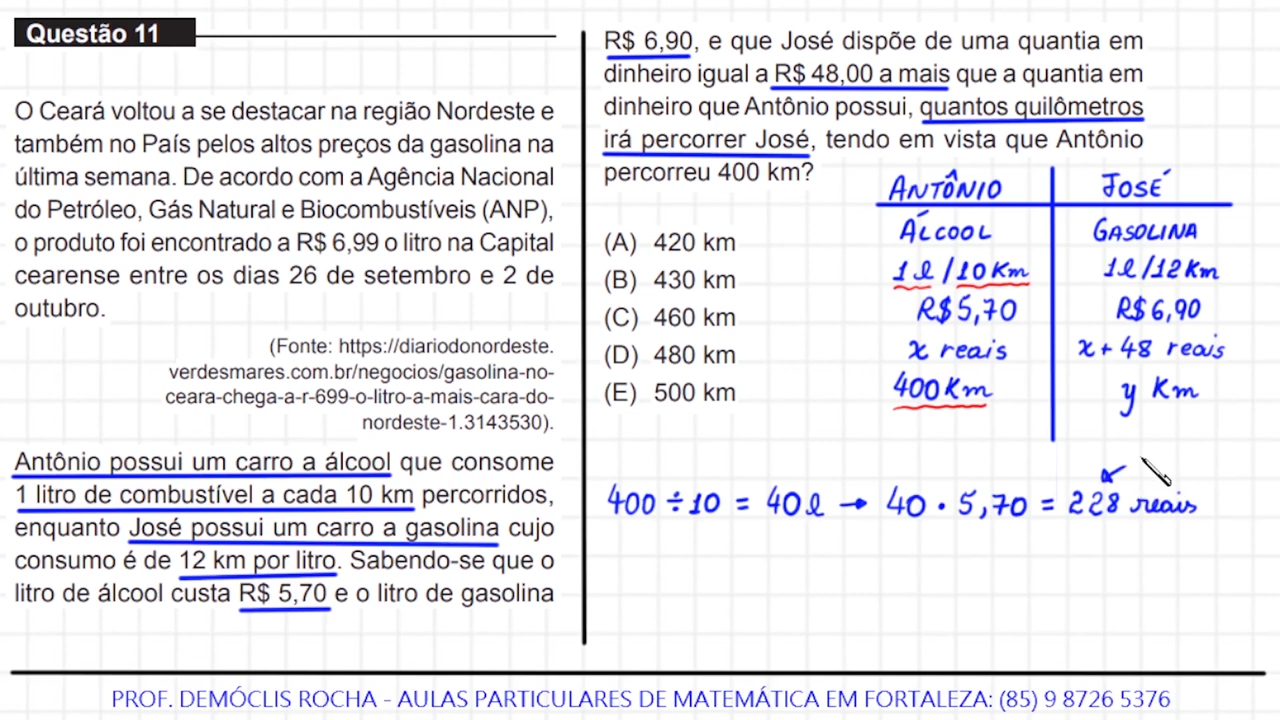 Questão 11
O Ceará voltou a se destacar na região Nordeste e
também no País pelos altos preços da gasolina na
última semana. De acordo com a Agência Nacional
do Petróleo, Gás Natural e Biocombustíveis (ANP),
o produto foi encontrado a R$ 6,99 o litro na Capital
cearense entre os dias 26 de setembro e 2 de
outubro.
(Fonte: https://diariodonordeste.
verdesmares.com.br/negocios/gasolina-no-
ceara-chega-a-r-699-o-litro-a-mais-cara-do-
nordeste-1.3143530).
Antônio possui um carro a álcool que consome
1 litro de combustível a cada 10 km percorridos,
enquanto José possui um carro a gasolina cujo
consumo é de 12 km por litro. Sabendo-se que o
litro de álcool custa R$ 5,70 e o litro de gasolina
R$ 6,90, e que José dispõe de uma quantia em
dinheiro igual a R$ 48,00 a mais que a quantia em
dinheiro que Antônio possui, quantos quilômetros
irá percorrer José, tendo em vista que Antônio
percorreu 400 km?
(A) 420 km
(B) 430 km
(C) 460 km
(D) 480 km
(E) 500 km
ANTÔNIO JOSÉ
ÁLCOOL GASOLINA
1l/10Km 1l/12Km
R$5,70 R$6,90
x reais x+48 reais
400Km y Km
400 ÷ 10 = 40l → 40 · 5,70 = 228 reais
PROF. DEMÓCLIS ROCHA - AULAS PARTICULARES DE MATEMÁTICA EM FORTALEZA: (85) 9 8726 5376